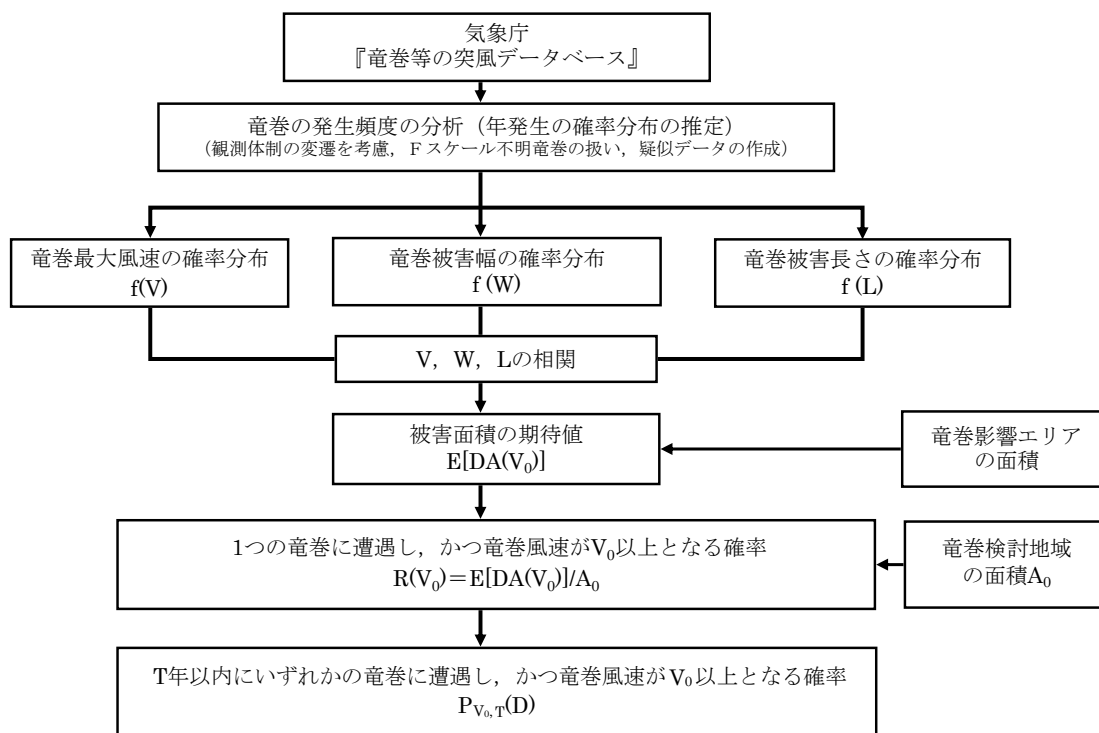 気象庁
『竜巻等の突風データベース』
竜巻の発生頻度の分析（年発生の確率分布の推定）
（観測体制の変遷を考慮，Ｆスケール不明竜巻の扱い，疑似データの作成）
竜巻最大風速の確率分布
f(V)
竜巻被害幅の確率分布
f (W)
竜巻被害長さの確率分布
f (L)
V，W，Lの相関
被害面積の期待値
E[DA(V₀)]
竜巻影響エリア
の面積
1つの竜巻に遭遇し，かつ竜巻風速がV₀以上となる確率
R(V₀)＝E[DA(V₀)]/A₀
竜巻検討地域
の面積A₀
T年以内にいずれかの竜巻に遭遇し，かつ竜巻風速がV₀以上となる確率
P_{V₀,T}(D)